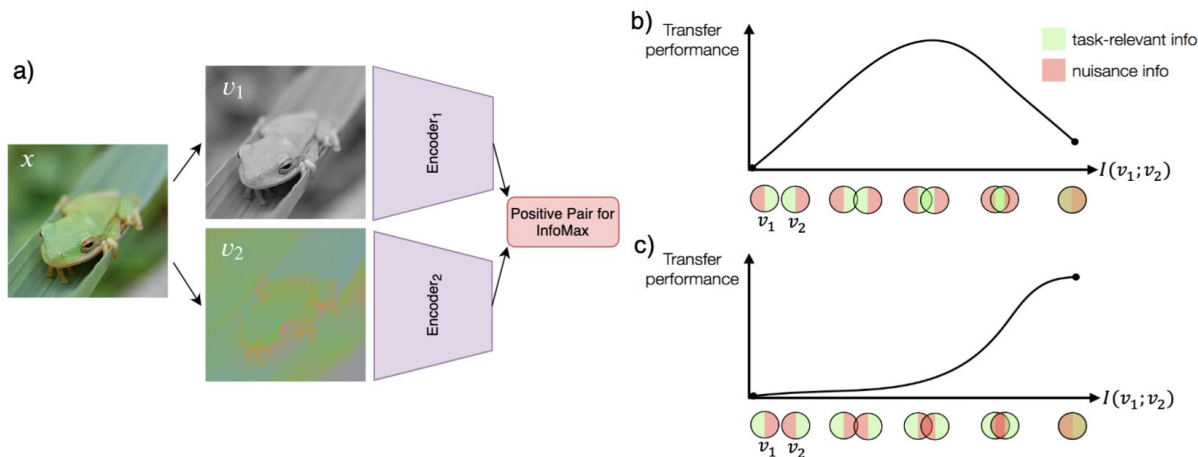 a)
x
v₁
v₂
Encoder₁
Encoder₂
Positive Pair for
InfoMax
b)
Transfer
performance
task-relevant info
nuisance info
I(v₁;v₂)
v₁ v₂
c)
Transfer
performance
I(v₁;v₂)
v₁ v₂